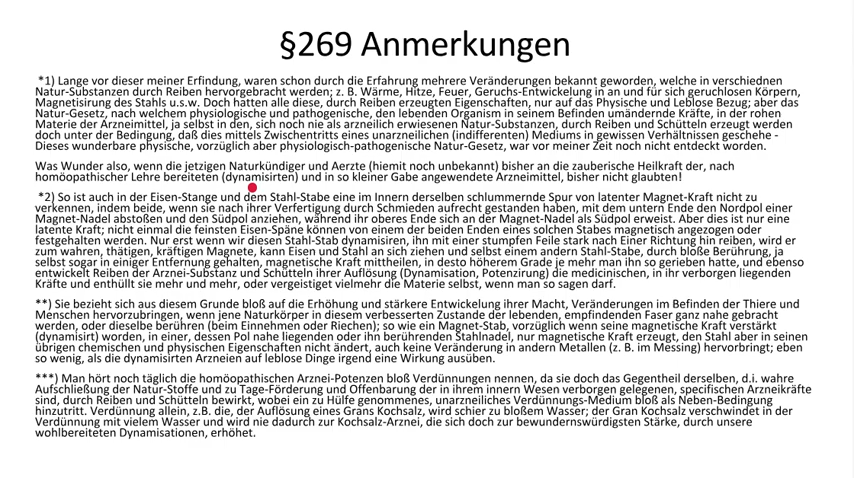 §269 Anmerkungen
*1) Lange vor dieser meiner Erfindung, waren schon durch die Erfahrung mehrere Veränderungen bekannt geworden, welche in verschiednen
Natur-Substanzen durch Reiben hervorgebracht werden; z. B. Wärme, Hitze, Feuer, Geruchs-Entwickelung in an und für sich geruchlosen Körpern,
Magnetisirung des Stahls u.s.w. Doch hatten alle diese, durch Reiben erzeugten Eigenschaften, nur auf das Physische und Leblose Bezug; aber das
Natur-Gesetz, nach welchem physiologische und pathogenische, den lebenden Organism in seinem Befinden umändernde Kräfte, in der rohen
Materie der Arzneimittel, ja selbst in den, sich noch nie als arzneilich erwiesenen Natur-Substanzen, durch Reiben und Schütteln erzeugt werden
doch unter der Bedingung, daß dies mittels Zwischentritts eines unarzneilichen (indifferenten) Mediums in gewissen Verhältnissen geschehe -
Dieses wunderbare physische, vorzüglich aber physiologisch-pathogenische Natur-Gesetz, war vor meiner Zeit noch nicht entdeckt worden.
Was Wunder also, wenn die jetzigen Naturkündiger und Aerzte (hiemit noch unbekannt) bisher an die zauberische Heilkraft der, nach
homöopathischer Lehre bereiteten (dynamisirten) und in so kleiner Gabe angewendete Arzneimittel, bisher nicht glaubten!
*2) So ist auch in der Eisen-Stange und dem Stahl-Stabe eine im Innern derselben schlummernde Spur von latenter Magnet-Kraft nicht zu
verkennen, indem beide, wenn sie nach ihrer Verfertigung durch Schmieden aufrecht gestanden haben, mit dem untern Ende den Nordpol einer
Magnet-Nadel abstoßen und den Südpol anziehen, während ihr oberes Ende sich an der Magnet-Nadel als Südpol erweist. Aber dies ist nur eine
latente Kraft; nicht einmal die feinsten Eisen-Späne können von einem der beiden Enden eines solchen Stabes magnetisch angezogen oder
festgehalten werden. Nur erst wenn wir diesen Stahl-Stab dynamisiren, ihn mit einer stumpfen Feile stark nach Einer Richtung hin reiben, wird er
zum wahren, thätigen, kräftigen Magnete, kann Eisen und Stahl an sich ziehen und selbst einem andern Stahl-Stabe, durch bloße Berührung, ja
selbst sogar in einiger Entfernung gehalten, magnetische Kraft mittheilen, in desto höherem Grade je mehr man ihn so gerieben hatte, und ebenso
entwickelt Reiben der Arznei-Substanz und Schütteln ihrer Auflösung (Dynamisation, Potenzirung) die medicinischen, in ihr verborgen liegenden
Kräfte und enthüllt sie mehr und mehr, oder vergeistiget vielmehr die Materie selbst, wenn man so sagen darf.
**) Sie bezieht sich aus diesem Grunde bloß auf die Erhöhung und stärkere Entwickelung ihrer Macht, Veränderungen im Befinden der Thiere und
Menschen hervorzubringen, wenn jene Naturkörper in diesem verbesserten Zustande der lebenden, empfindenden Faser ganz nahe gebracht
werden, oder dieselbe berühren (beim Einnehmen oder Riechen); so wie ein Magnet-Stab, vorzüglich wenn seine magnetische Kraft verstärkt
(dynamisirt) worden, in einer, dessen Pol nahe liegenden oder ihn berührenden Stahlnadel, nur magnetische Kraft erzeugt, den Stahl aber in seinen
übrigen chemischen und physischen Eigenschaften nicht ändert, auch keine Veränderung in andern Metallen (z. B. im Messing) hervorbringt; eben
so wenig, als die dynamisirten Arzneien auf leblose Dinge irgend eine Wirkung ausüben.
***) Man hört noch täglich die homöopathischen Arznei-Potenzen bloß Verdünnungen nennen, da sie doch das Gegentheil derselben, d.i. wahre
Aufschließung der Natur-Stoffe und zu Tage-Förderung und Offenbarung der in ihrem innern Wesen verborgen gelegenen, specifischen Arzneikräfte
sind, durch Reiben und Schütteln bewirkt, wobei ein zu Hülfe genommenes, unarzneiliches Verdünnungs-Medium bloß als Neben-Bedingung
hinzutritt. Verdünnung allein, z.B. die, der Auflösung eines Grans Kochsalz, wird schier zu bloßem Wasser; der Gran Kochsalz verschwindet in der
Verdünnung mit vielem Wasser und wird nie dadurch zur Kochsalz-Arznei, die sich doch zur bewundernswürdigsten Stärke, durch unsere
wohlbereiteten Dynamisationen, erhöhet.